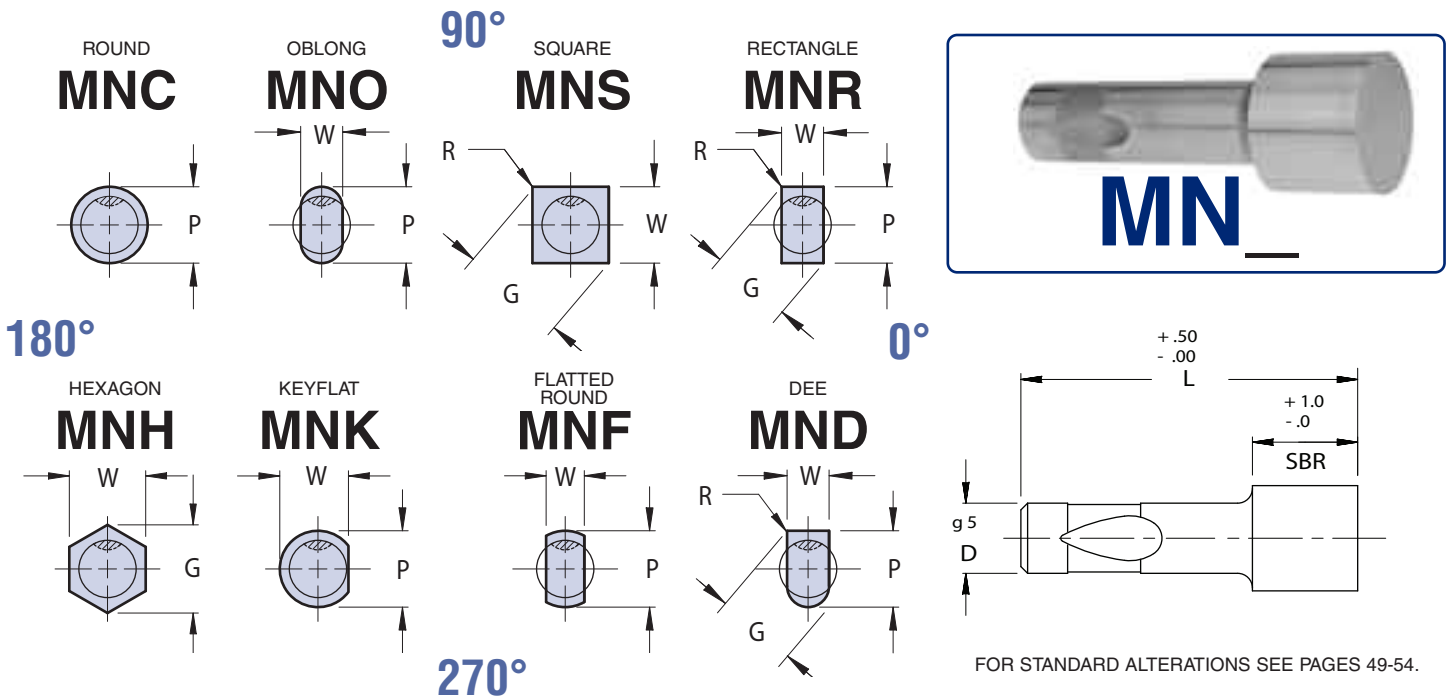 90°
ROUND
MNC
P
OBLONG
MNO
W
P
SQUARE
MNS
R
W
G
RECTANGLE
MNR
W
R
P
G
MN__
180°
0°
HEXAGON
MNH
W
G
KEYFLAT
MNK
W
P
FLATTED
ROUND
MNF
W
P
DEE
MND
W
R
P
G
270°
+ .50
- .00
L
+ 1.0
- .0
SBR
g 5
D
FOR STANDARD ALTERATIONS SEE PAGES 49-54.